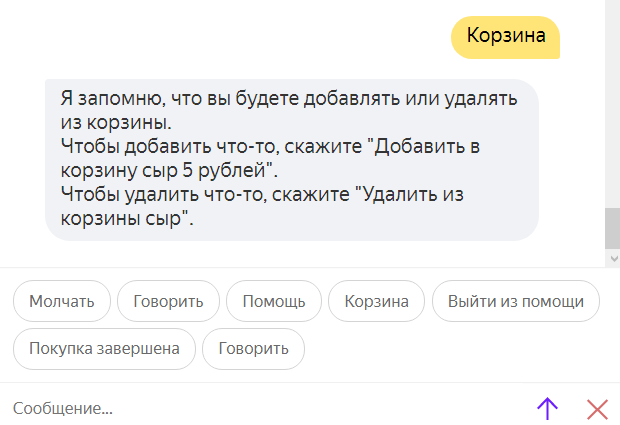 Корзина
Я запомню, что вы будете добавлять или удалять
из корзины.
Чтобы добавить что-то, скажите "Добавить в
корзину сыр 5 рублей".
Чтобы удалить что-то, скажите "Удалить из
корзины сыр".
Молчать
Говорить
Помощь
Корзина
Выйти из помощи
Покупка завершена
Говорить
Сообщение...